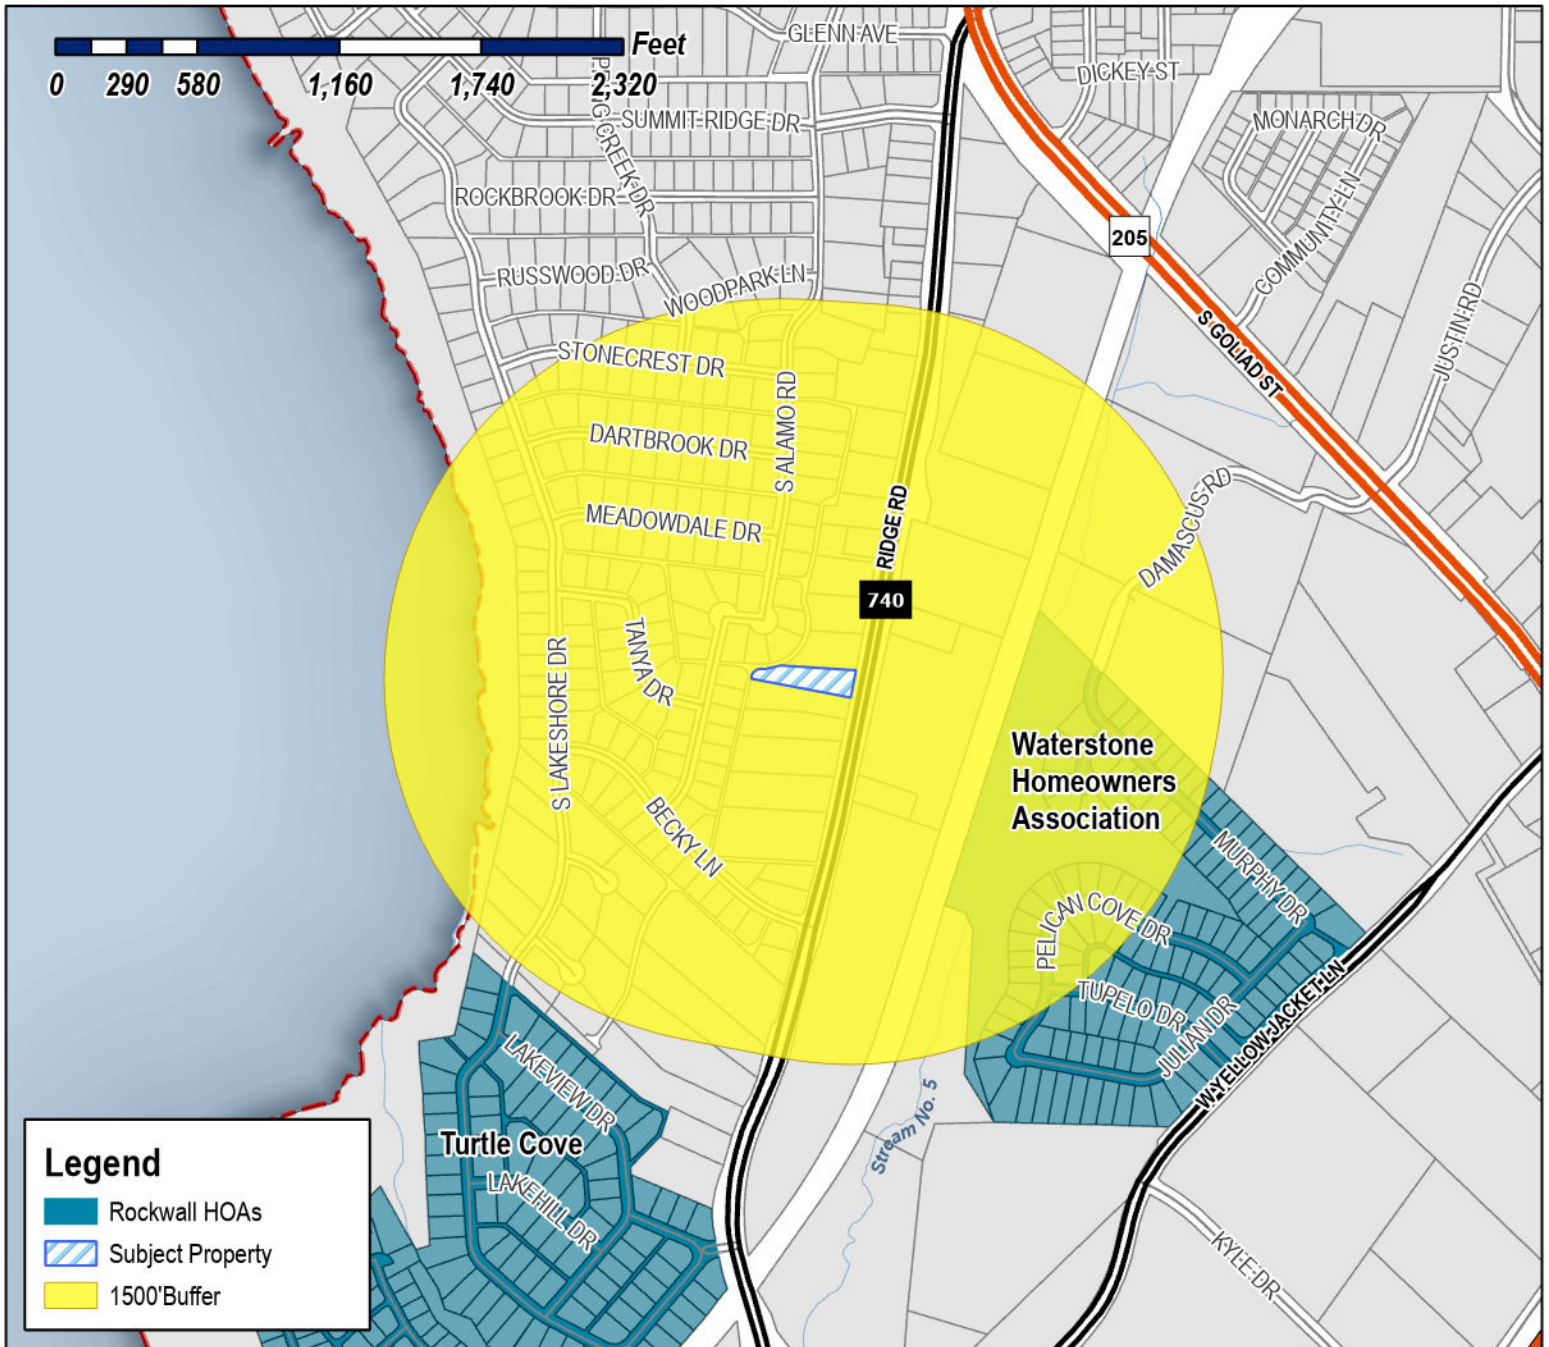 Feet
0 290 580 1,160 1,740 2,320
GLENN AVE
DICKEY ST
SUMMIT RIDGE DR
MONARCH DR
CREEK DR
ROCKBROOK DR
205
COMMUNTY LN
RUSSWOOD DR
WOODPARK LN
JUSTIN RD
S GOLIAD ST
STONECREST DR
S ALAMO RD
DARTBROOK DR
MEADOWDALE DR
RIDGE RD
DAMASCUS RD
740
TANYA DR
S LAKESHORE DR
Waterstone
Homeowners
Association
BECKY LN
MURPHY DR
PELICAN COVE DR
TUPELO DR
JULIAN DR
W YELLOW JACKET LN
LAKEVIEW DR
Stream No. 5
Turtle Cove
LAKEHILL DR
KYLE DR
Legend
Rockwall HOAs
Subject Property
1500'Buffer